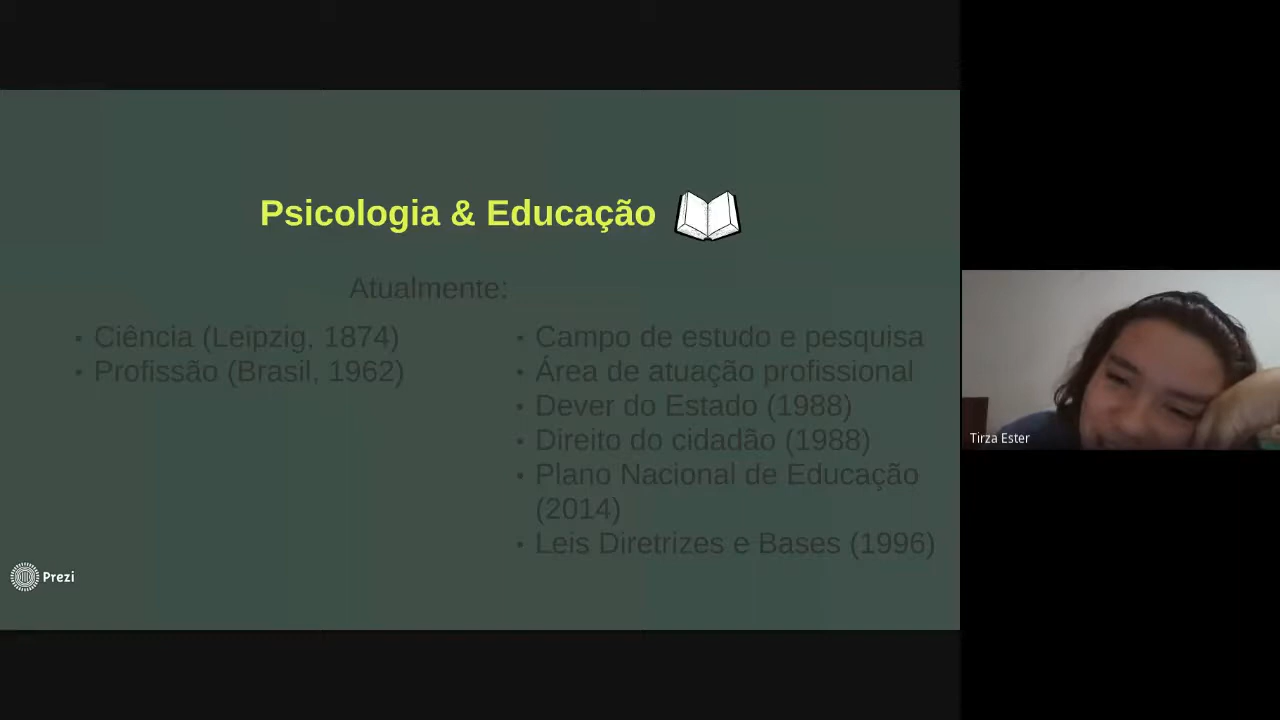 Psicologia & Educação
Atualmente:
• Ciência (Leipzig, 1874)
• Profissão (Brasil, 1962)
• Campo de estudo e pesquisa
• Área de atuação profissional
• Dever do Estado (1988)
• Direito do cidadão (1988)
• Plano Nacional de Educação
(2014)
• Leis Diretrizes e Bases (1996)
Prezi
Tirza Ester